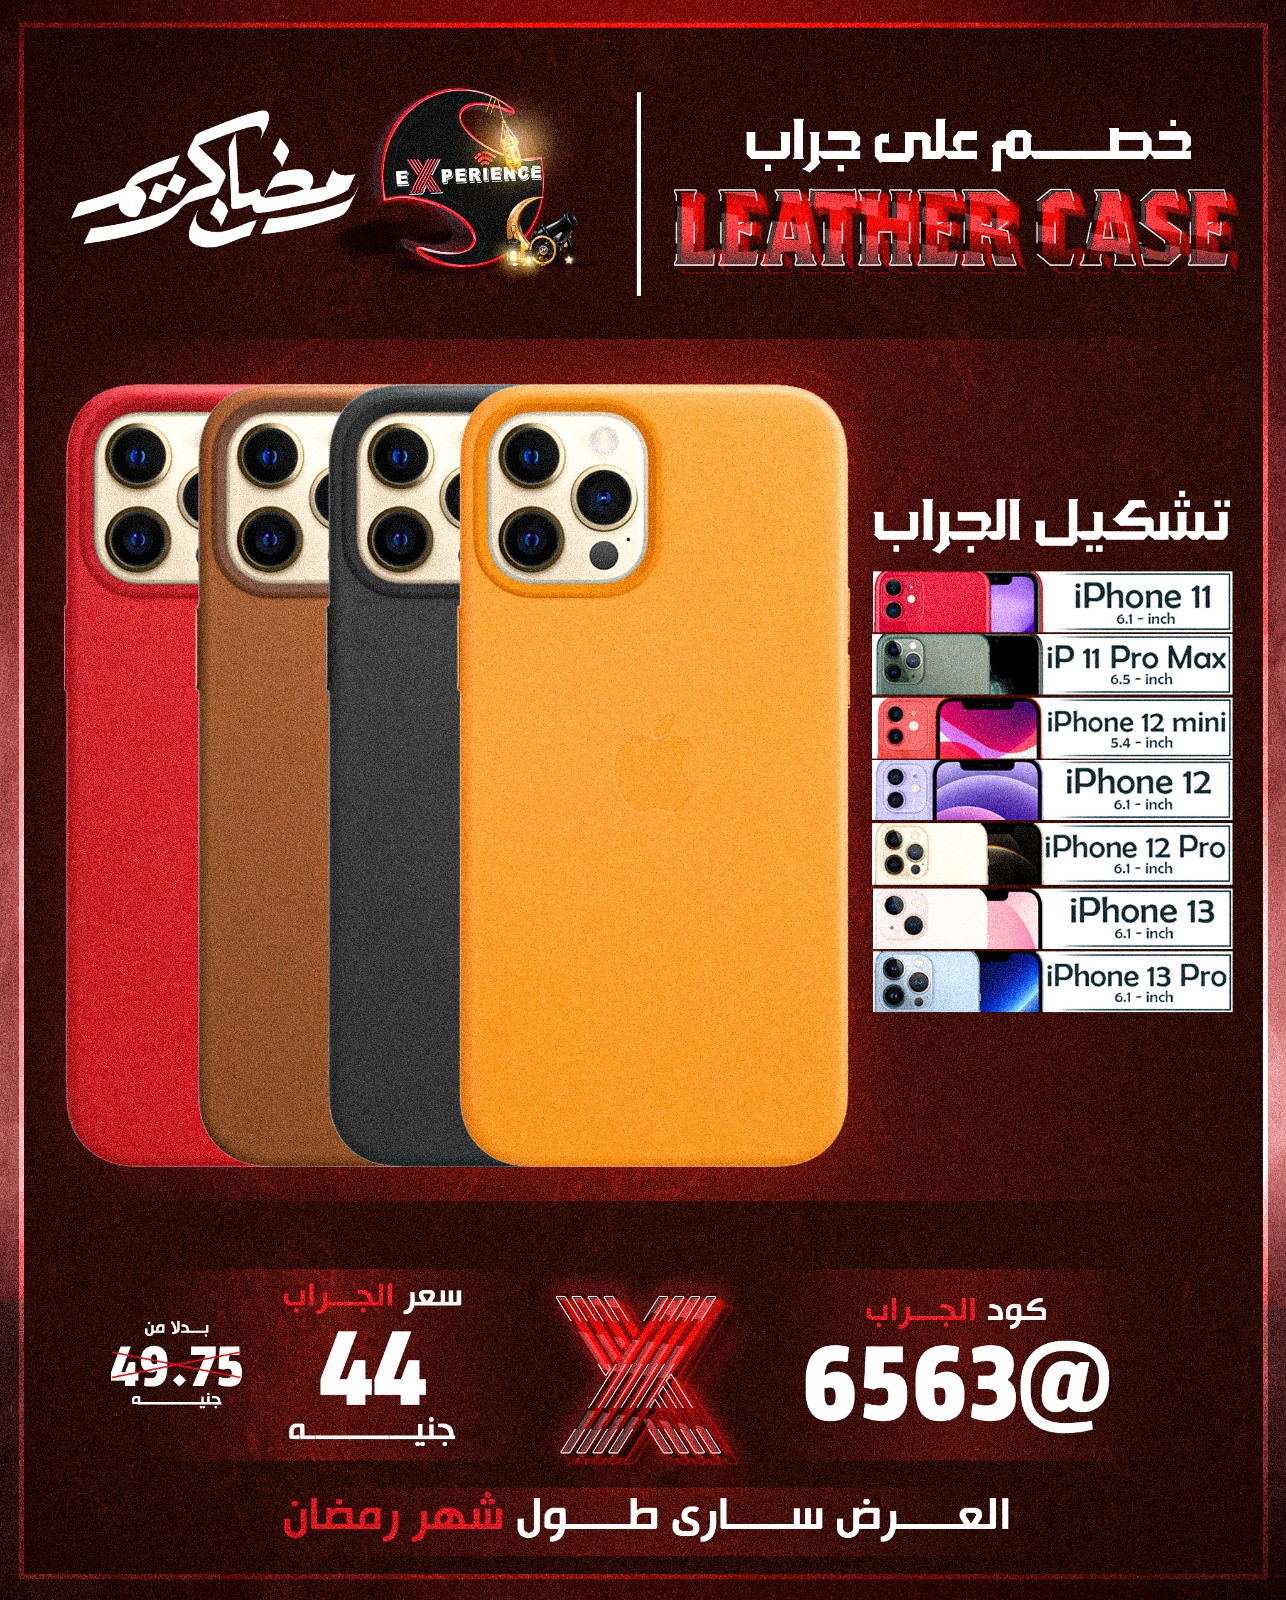 خصم على جراب
LEATHER CASE
eXPERIENCE
رمضان كريم
تشكيل الجراب
iPhone 11
6.1 - inch
iP 11 Pro Max
6.5 - inch
iPhone 12 mini
5.4 - inch
iPhone 12
6.1 - inch
iPhone 12 Pro
6.1 - inch
iPhone 13
6.1 - inch
iPhone 13 Pro
6.1 - inch
كود الجراب
6563@
X
سعر الجراب
44
جنيه
بدلا من
49.75
جنيه
العرض سارى طول شهر رمضان